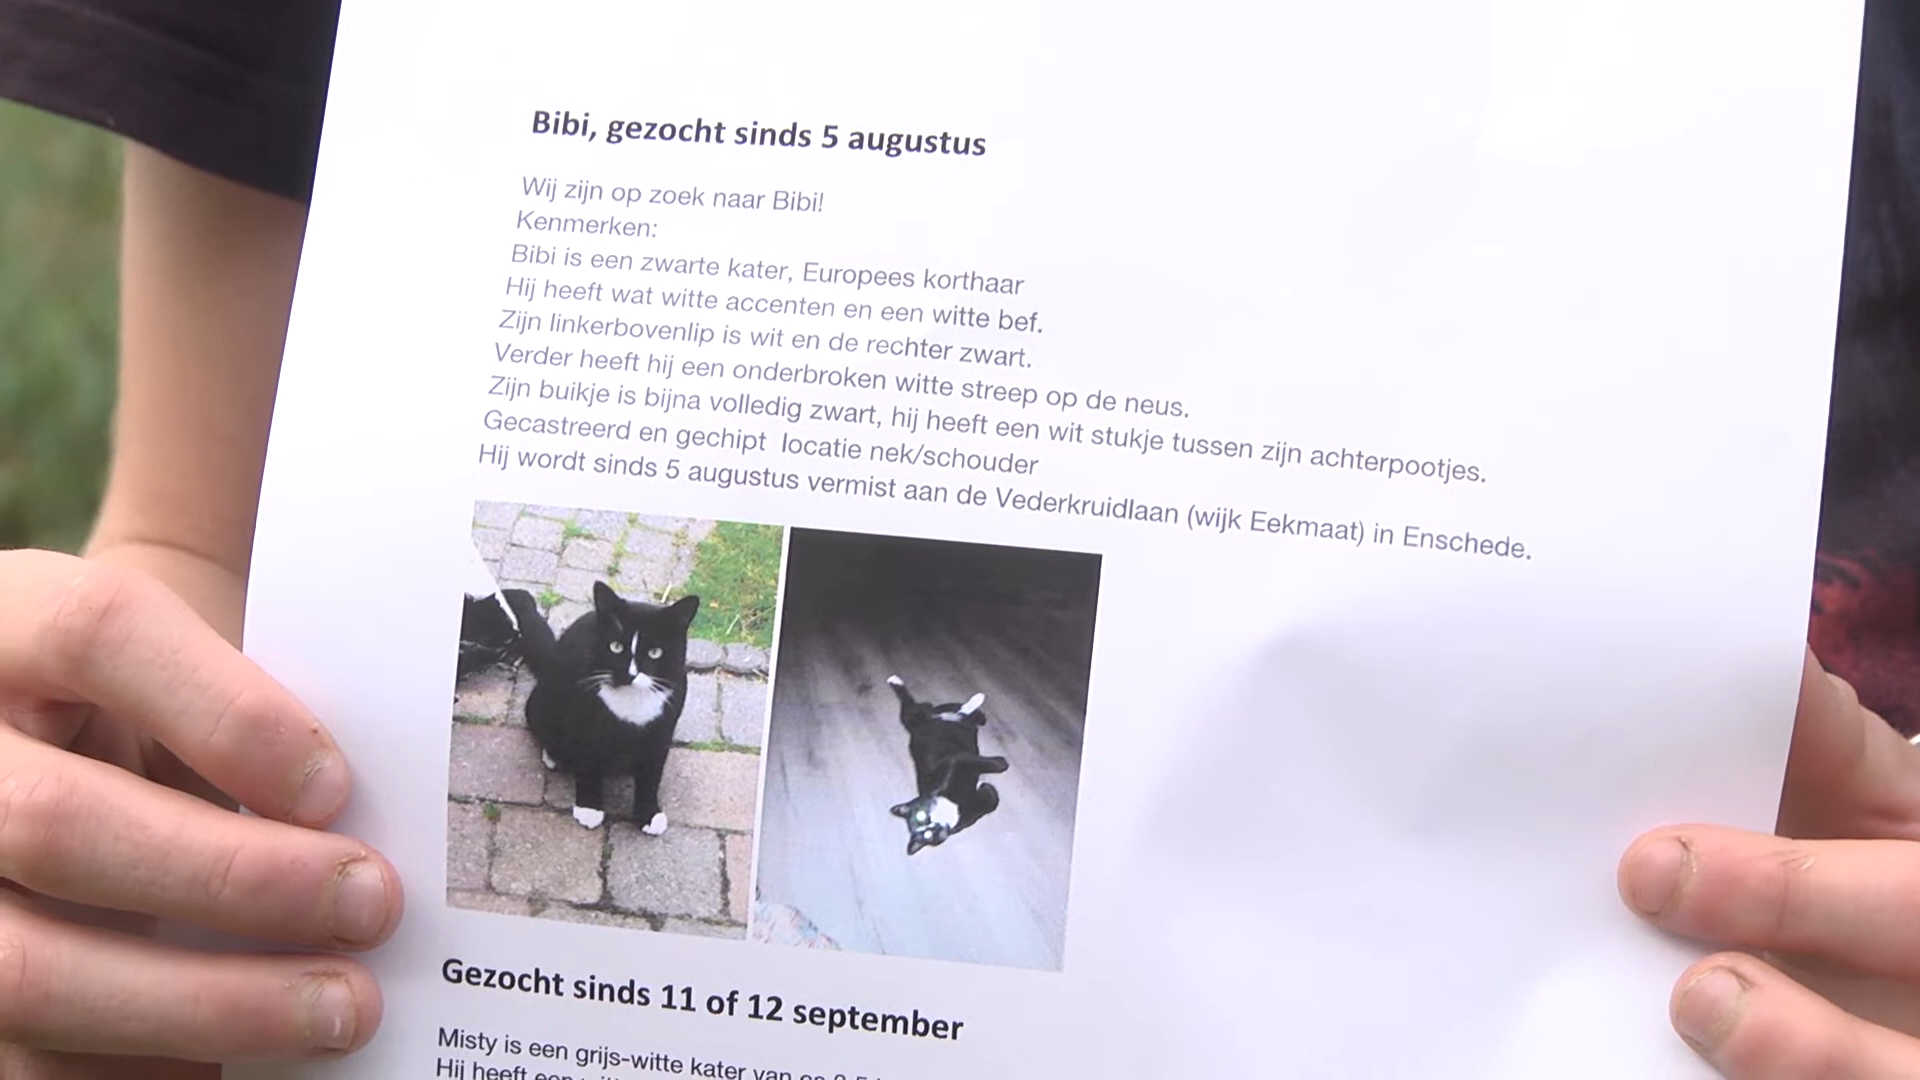 Bibi, gezocht sinds 5 augustus
Wij zijn op zoek naar Bibi!
Kenmerken:
Bibi is een zwarte kater, Europees korthaar
Hij heeft wat witte accenten en een witte bef.
Zijn linkerbovenlip is wit en de rechter zwart.
Verder heeft hij een onderbroken witte streep op de neus.
Zijn buikje is bijna volledig zwart, hij heeft een wit stukje tussen zijn achterpootjes.
Gecastreerd en gechipt locatie nek/schouder
Hij wordt sinds 5 augustus vermist aan de Vederkruidlaan (wijk Eekmaat) in Enschede.
Gezocht sinds 11 of 12 september
Misty is een grijs-witte kater van
Hij heeft